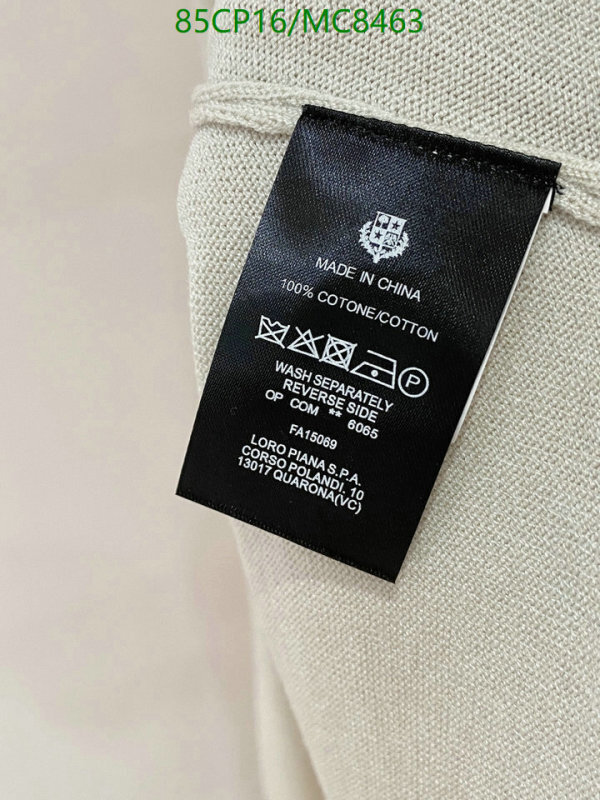 85CP16/MC8463
MADE IN CHINA
100% COTONE/COTTON
P
WASH SEPARATELY
REVERSE SIDE
OP COM ** 6065
FA15069
LORO PIANA S.P.A.
CORSO POLANDI, 10
13017 QUARONA(VC)